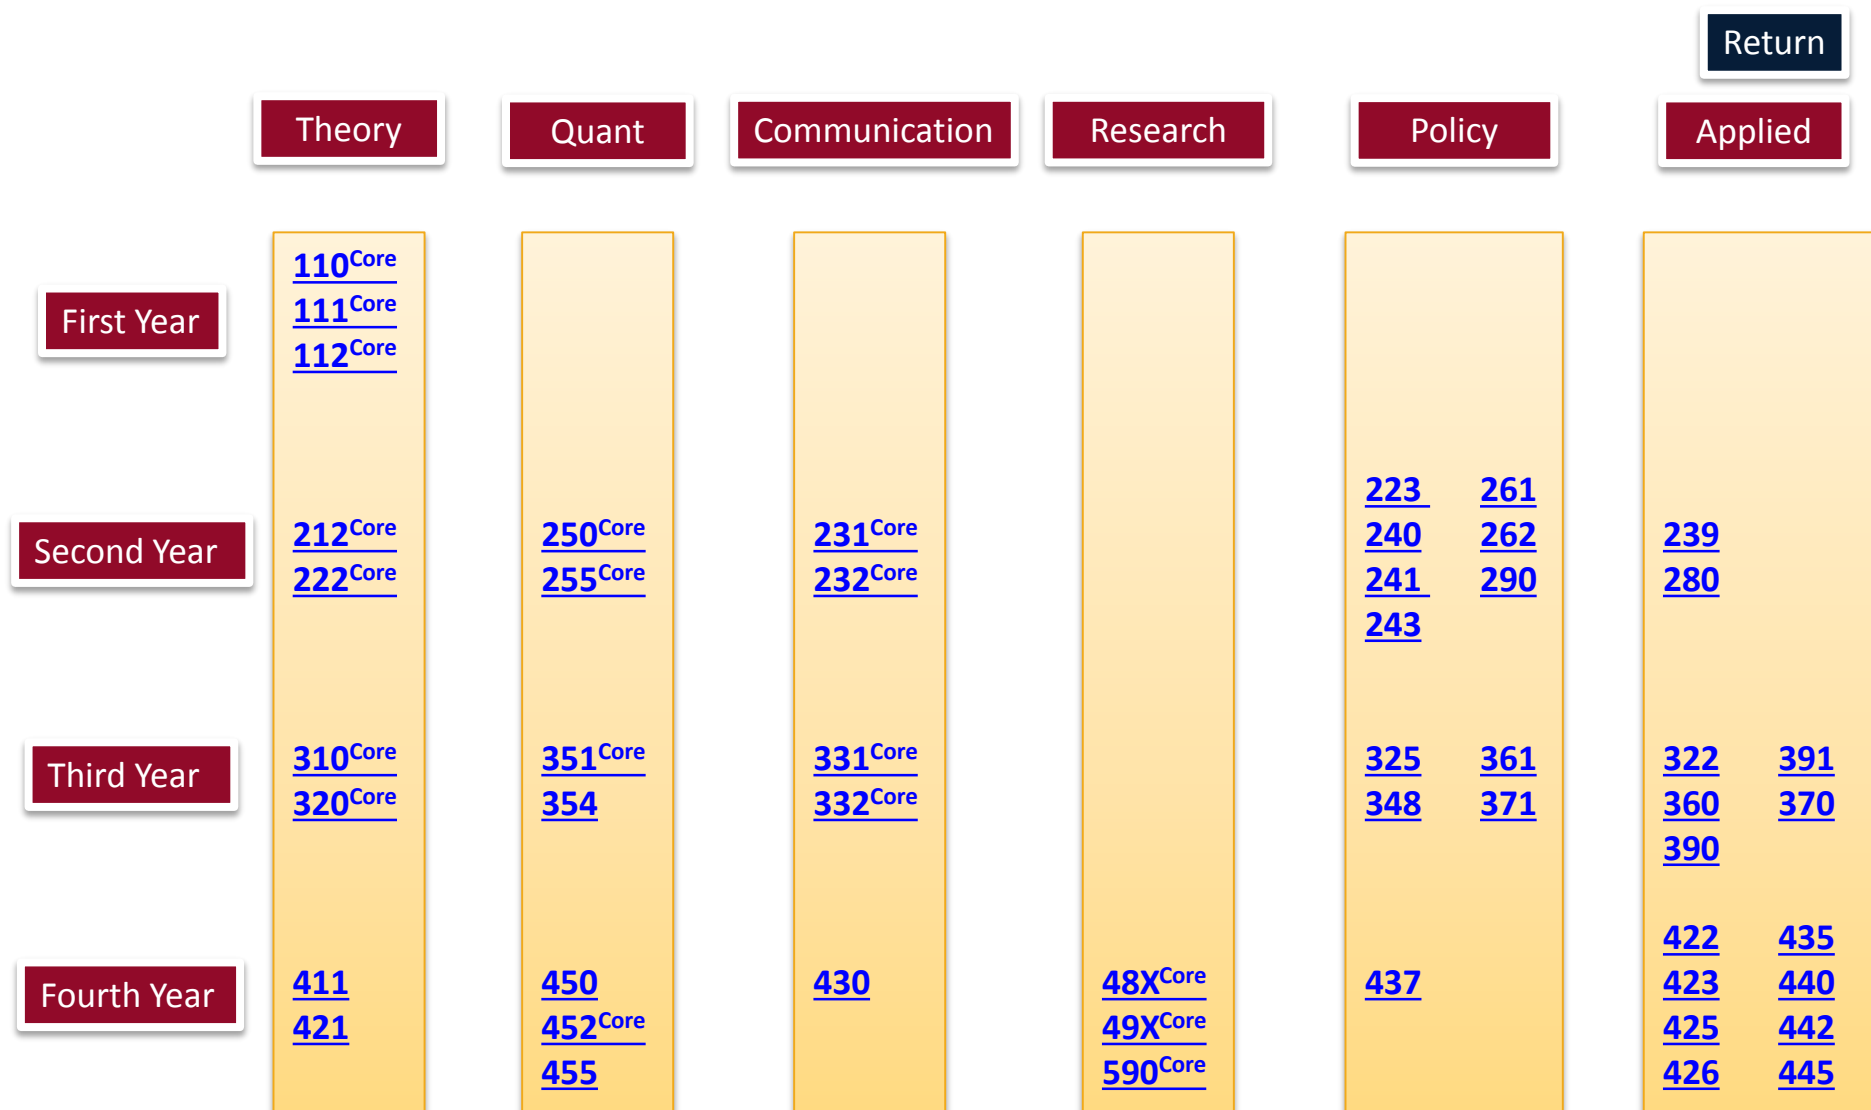 Return
Theory Quant Communication Research Policy Applied
First Year
110Core
111Core
112Core
Second Year
223 261
212Core 250Core 231Core 240 262 239
222Core 255Core 232Core 241 290 280
243
Third Year
310Core 351Core 331Core 325 361 322 391
320Core 354 332Core 348 371 360 370
390
Fourth Year
422 435
411 450 430 48XCore 437 423 440
421 452Core 49XCore 425 442
455 590Core 426 445